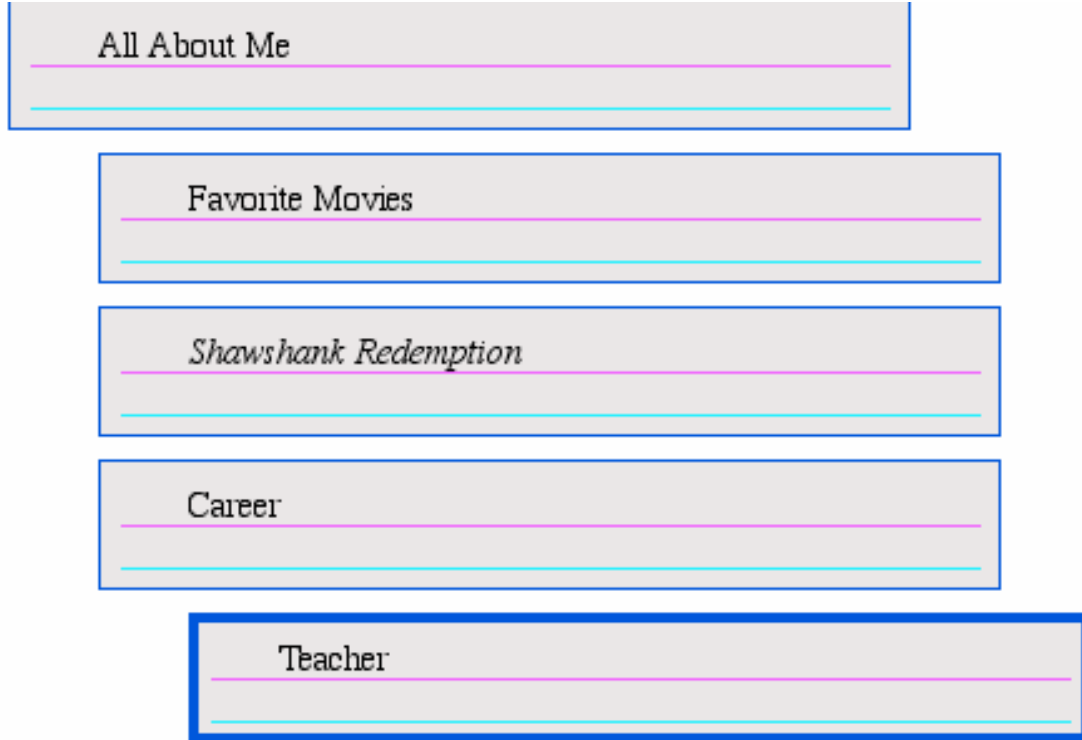 All About Me
Favorite Movies
Shawshank Redemption
Career
Teacher